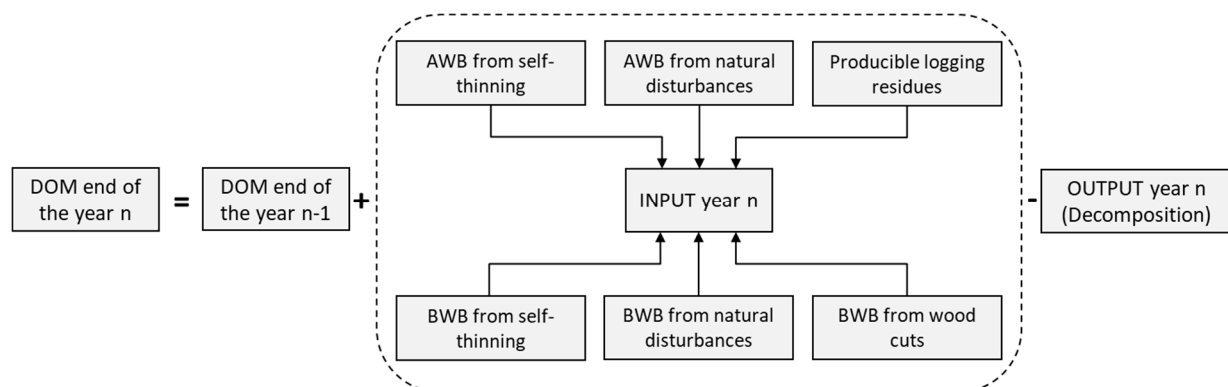 AWB from self-
thinning
AWB from natural
disturbances
Producible logging
residues
DOM end of
the year n
=
DOM end of
the year n-1
+
INPUT year n
-
OUTPUT year n
(Decomposition)
BWB from self-
thinning
BWB from natural
disturbances
BWB from wood
cuts